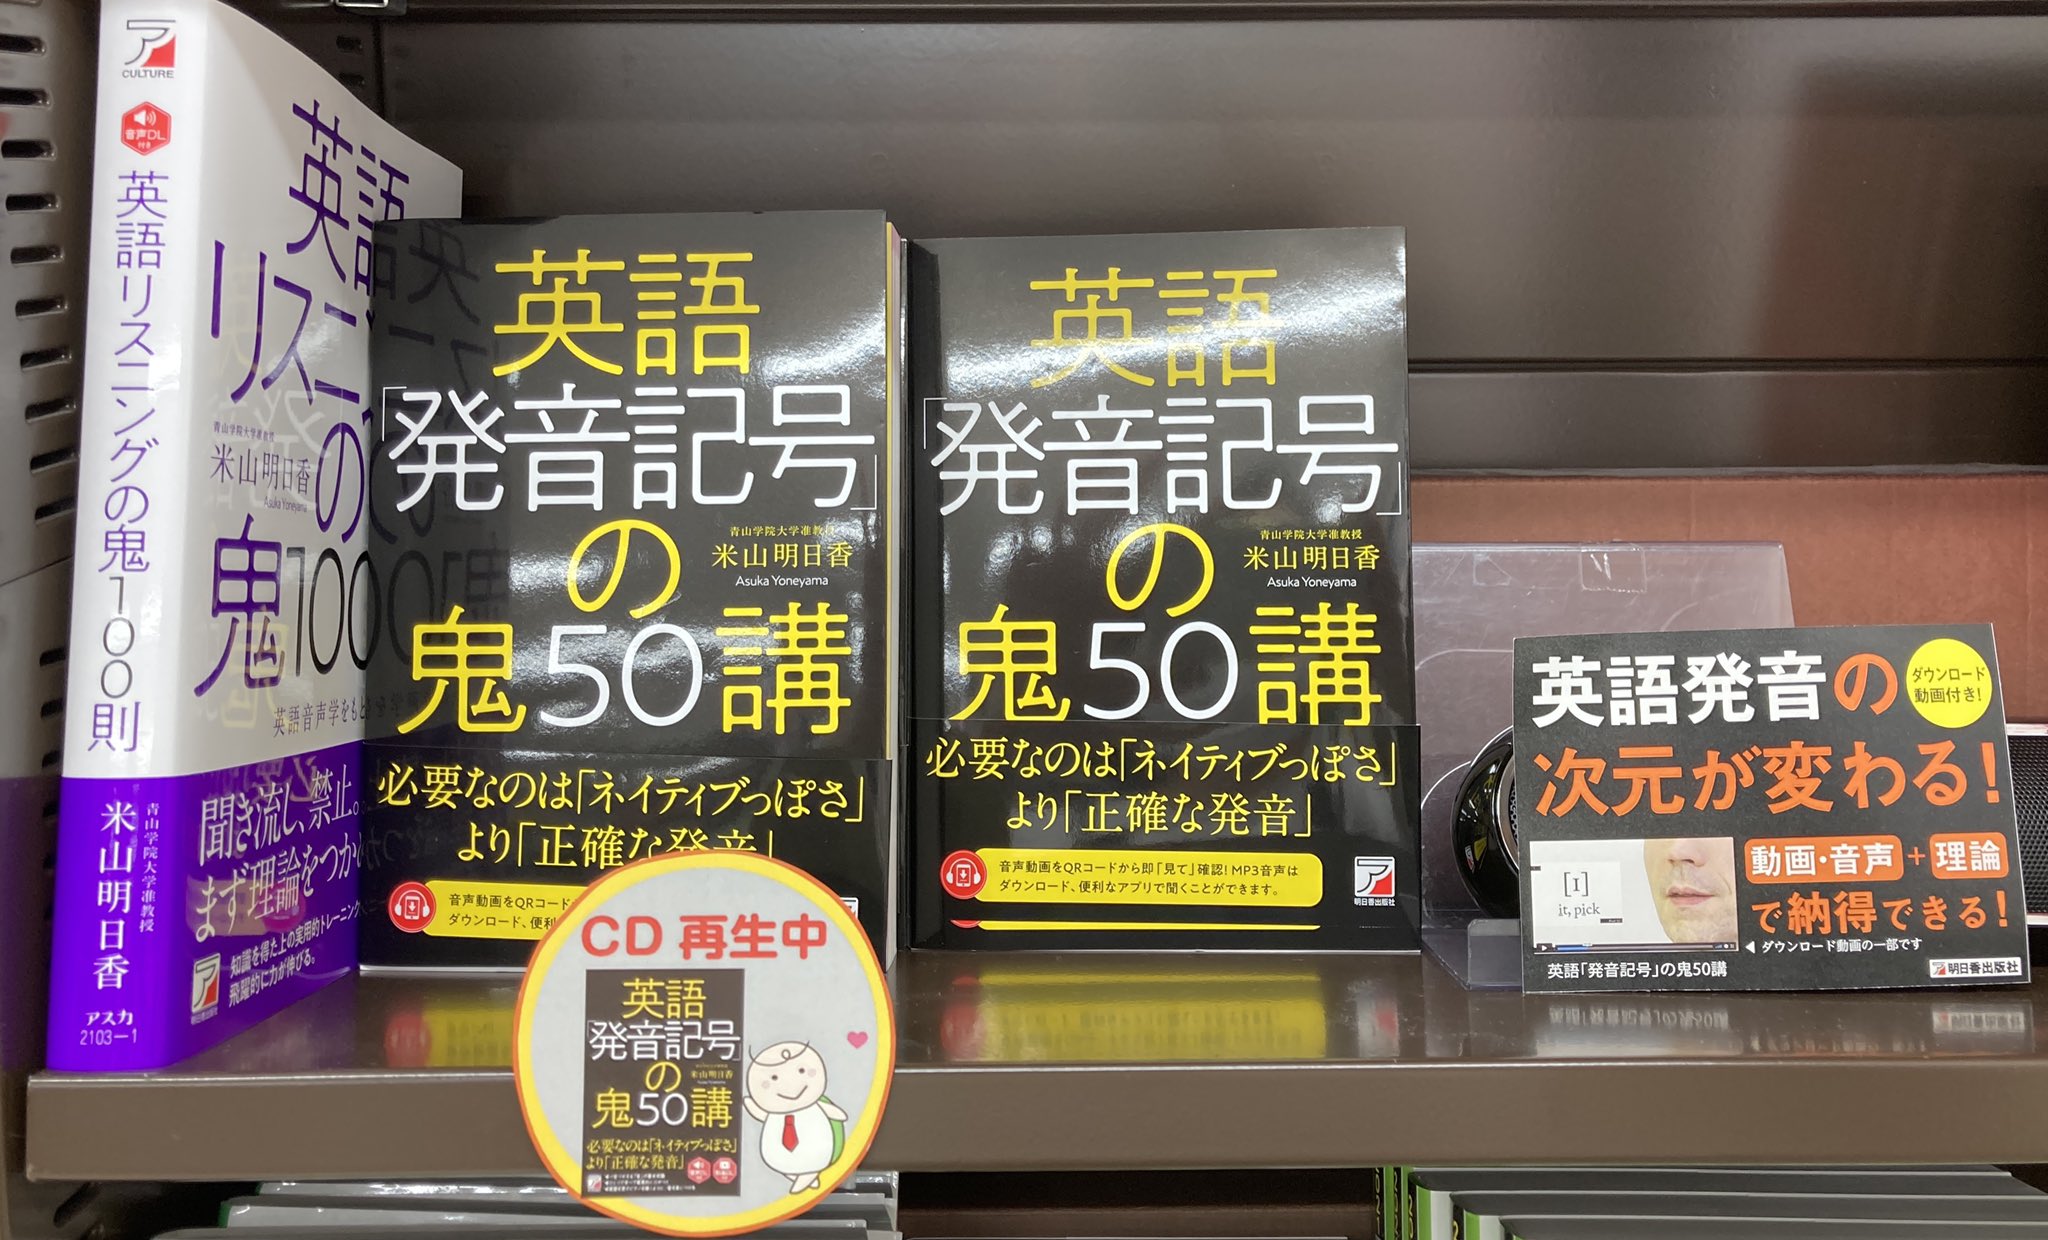 ア
CULTURE
音声DL
付き
英語リスニングの鬼100則
青山学院大学准教授
米山明日香
アスカ
2103-1
英語
リスニ
の
鬼100
青山学院大学准教授
米山明日香
Asuka Yoneyama
英語音声学をもと
聞き流し、禁止。
まず理論をつか
知識を得た上の実用的トレーニング
飛躍的に力が伸びる。
明日香出版社
英語
「発音記号」
の
鬼50講
青山学院大学准教授
米山明日香
Asuka Yoneyama
必要なのは「ネイティブっぽさ」
より「正確な発音」
音声動画をQRコード
ダウンロード、便利
英語
「発音記号」
の
鬼50講
青山学院大学准教授
米山明日香
Asuka Yoneyama
必要なのは「ネイティブっぽさ」
より「正確な発音」
音声動画をQRコードから即「見て」確認!MP3音声は
ダウンロード、便利なアプリで聞くことができます。
明日香出版社
CD 再生中
英語
「発音記号」
の
米山明日香
鬼50講
必要なのは「ネイティブっぽさ」
より「正確な発音」
英語発音の
次元が変わる!
ダウンロード
動画付き!
[ɪ]
it, pick
動画・音声+理論
で納得できる!
◀ダウンロード動画の一部です
英語「発音記号」の鬼50講
明日香出版社